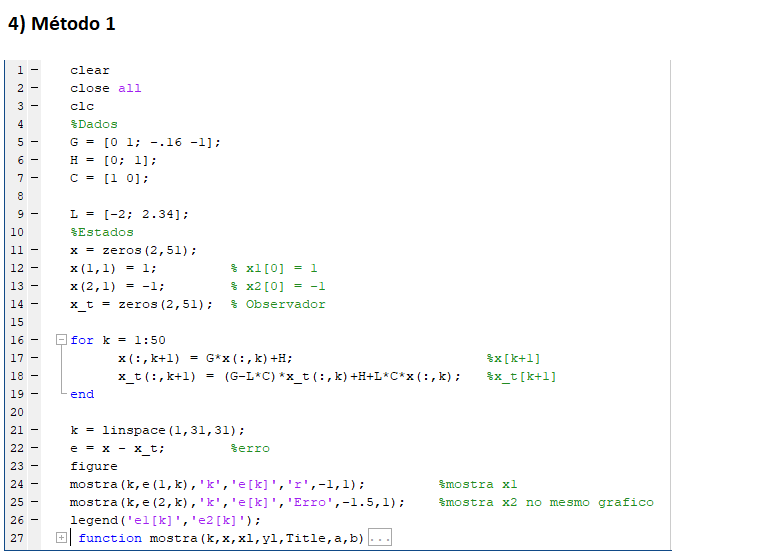 4) Método 1
1 - clear
2 - close all
3 - clc
4 %Dados
5 - G = [0 1; -.16 -1];
6 - H = [0; 1];
7 - C = [1 0];
8
9 - L = [-2; 2.34];
10 %Estados
11 - x = zeros(2,51);
12 - x(1,1) = 1; % x1[0] = 1
13 - x(2,1) = -1; % x2[0] = -1
14 - x_t = zeros(2,51); % Observador
15
16 - for k = 1:50
17 - x(:,k+1) = G*x(:,k)+H; %x[k+1]
18 - x_t(:,k+1) = (G-L*C)*x_t(:,k)+H+L*C*x(:,k); %x_t[k+1]
19 - end
20
21 - k = linspace(1,31,31);
22 - e = x - x_t; %erro
23 - figure
24 - mostra(k,e(1,k),'k','e[k]','r',-1,1); %mostra x1
25 - mostra(k,e(2,k),'k','e[k]','Erro',-1.5,1); %mostra x2 no mesmo grafico
26 - legend('e1[k]','e2[k]');
27 function mostra(k,x,xl,yl,Title,a,b) ...